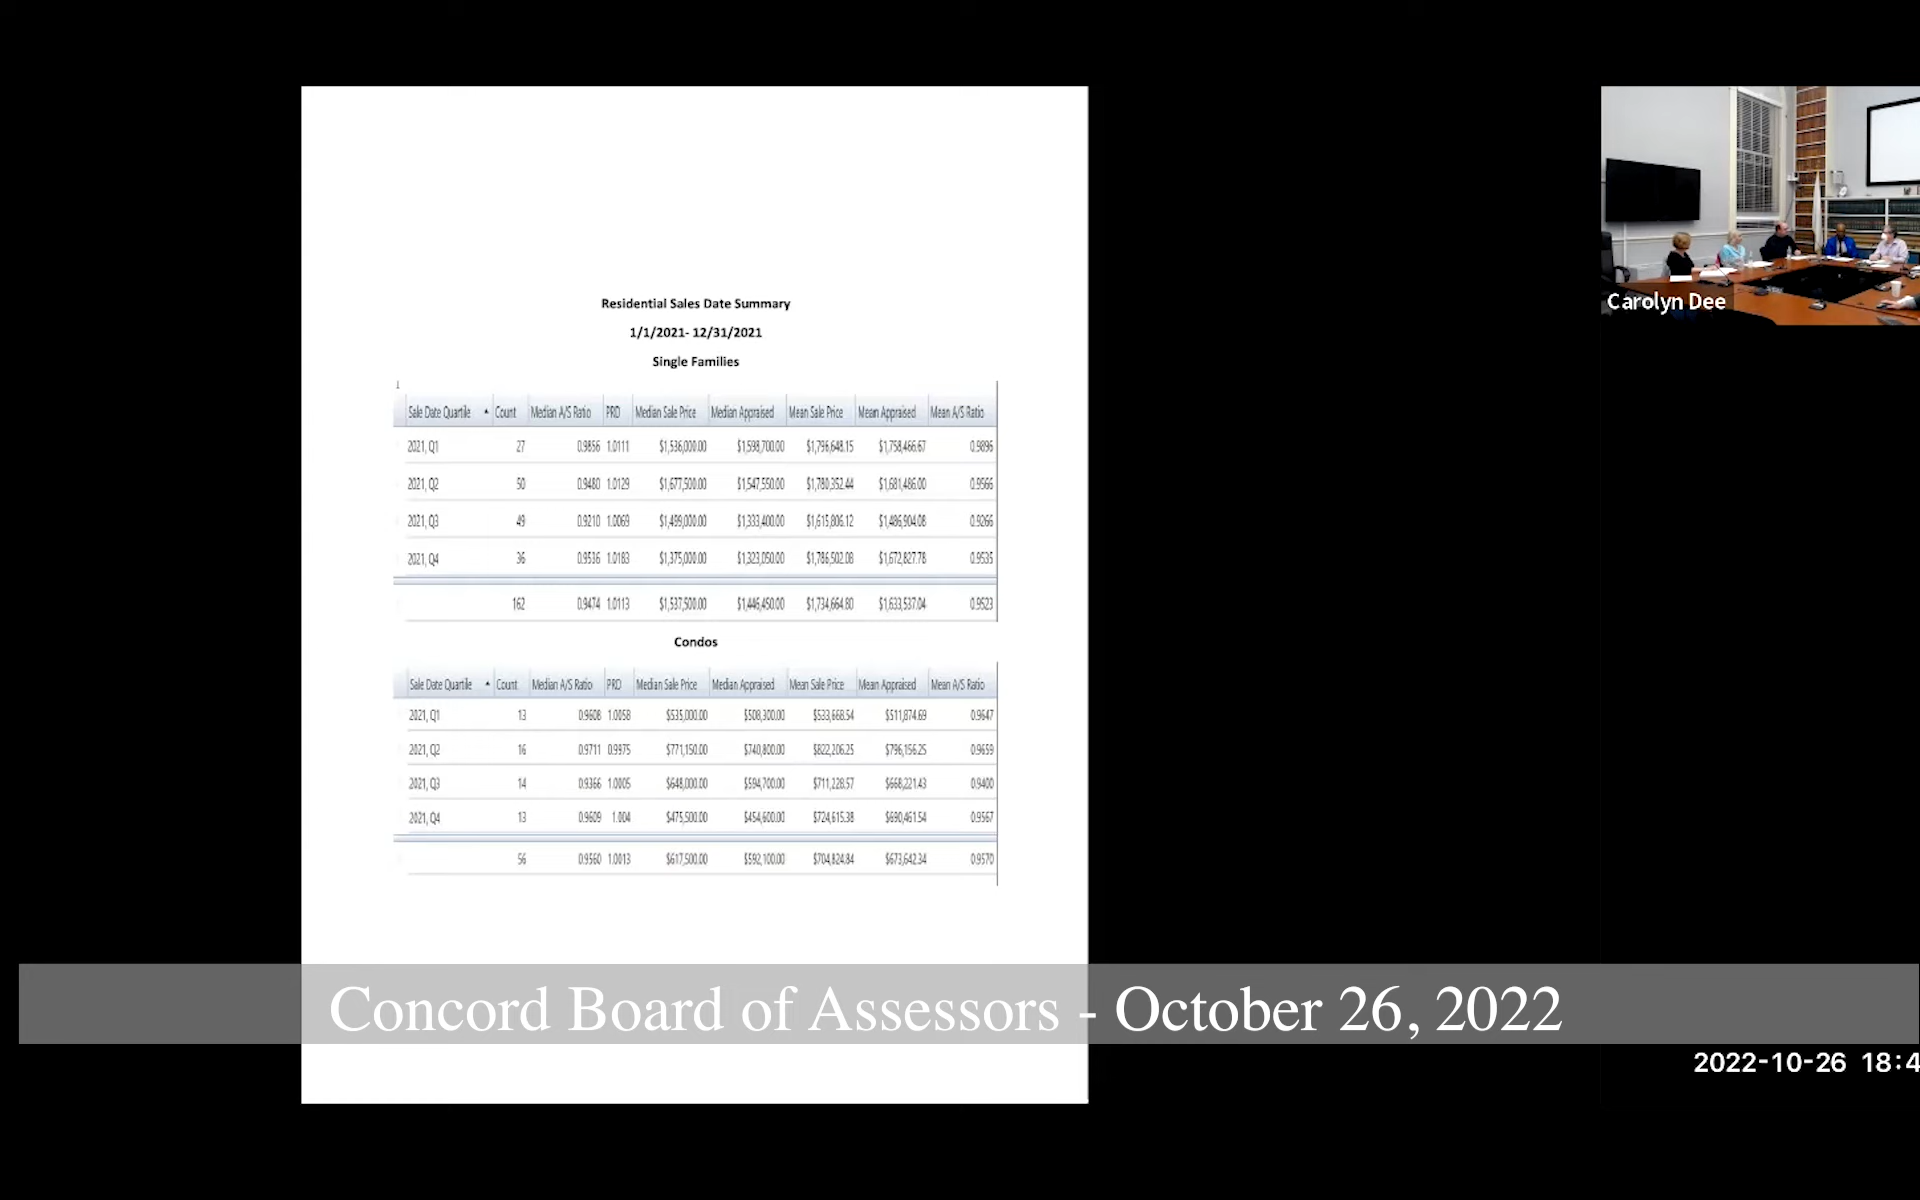 Residential Sales Date Summary
1/1/2021- 12/31/2021
Single Families
Sale Date Quartile Count Median A/S Ratio PRD Median Sale Price Median Appraised Mean Sale Price Mean Appraised Mean A/S Ratio
2021, Q1 27 0.9856 1.0111 $1,536,000.00 $1,598,700.00 $1,796,648.15 $1,758,466.67 0.9896
2021, Q2 50 0.9480 1.0129 $1,677,500.00 $1,547,550.00 $1,780,352.44 $1,681,486.00 0.9566
2021, Q3 49 0.9210 1.0069 $1,499,000.00 $1,333,400.00 $1,615,806.12 $1,486,904.08 0.9266
2021, Q4 36 0.9536 1.0183 $1,375,000.00 $1,323,050.00 $1,786,502.08 $1,672,827.78 0.9535
162 0.9474 1.0113 $1,537,500.00 $1,446,450.00 $1,734,664.80 $1,633,537.04 0.9523
Condos
Sale Date Quartile Count Median A/S Ratio PRD Median Sale Price Median Appraised Mean Sale Price Mean Appraised Mean A/S Ratio
2021, Q1 13 0.9608 1.0058 $535,000.00 $508,300.00 $533,668.54 $511,874.69 0.9647
2021, Q2 16 0.9711 0.9975 $771,150.00 $740,800.00 $822,206.25 $796,156.25 0.9659
2021, Q3 14 0.9366 1.0005 $648,000.00 $594,700.00 $711,228.57 $668,221.43 0.9400
2021, Q4 13 0.9609 1.004 $475,500.00 $454,600.00 $724,615.38 $690,461.54 0.9567
56 0.9560 1.0013 $617,500.00 $592,100.00 $704,824.84 $673,642.34 0.9570
Carolyn Dee
Concord Board of Assessors - October 26, 2022
2022-10-26 18:4